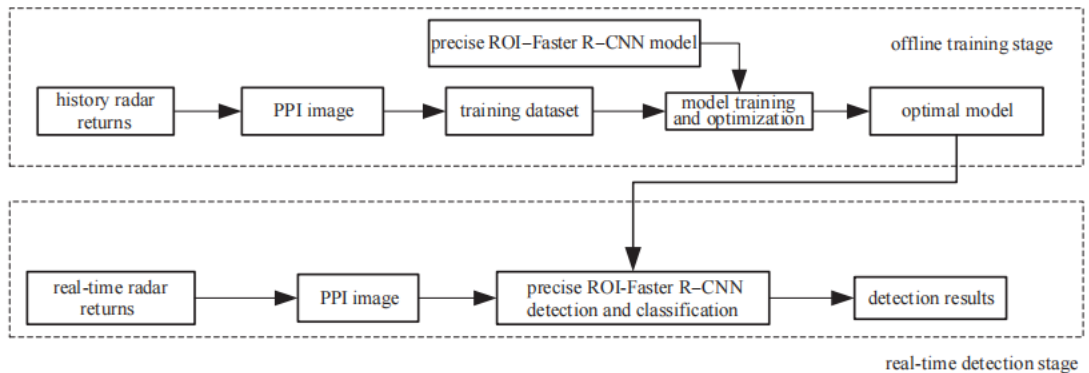 precise ROI–Faster R–CNN model
offline training stage
history radar
returns
PPI image
training dataset
model training
and optimization
optimal model
real-time radar
returns
PPI image
precise ROI-Faster R–CNN
detection and classification
detection results
real-time detection stage